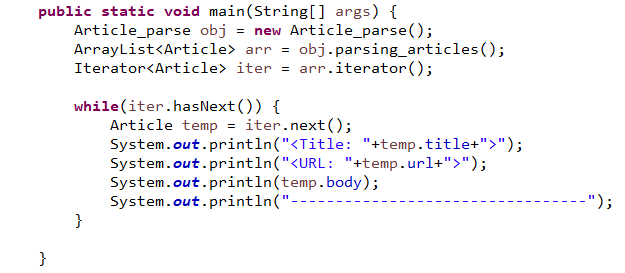 public static void main(String[] args) {
    Article_parse obj = new Article_parse();
    ArrayList<Article> arr = obj.parsing_articles();
    Iterator<Article> iter = arr.iterator();

    while(iter.hasNext()) {
        Article temp = iter.next();
        System.out.println("<Title: "+temp.title+">");
        System.out.println("<URL: "+temp.url+">");
        System.out.println(temp.body);
        System.out.println("---------------------------------");
    }

}